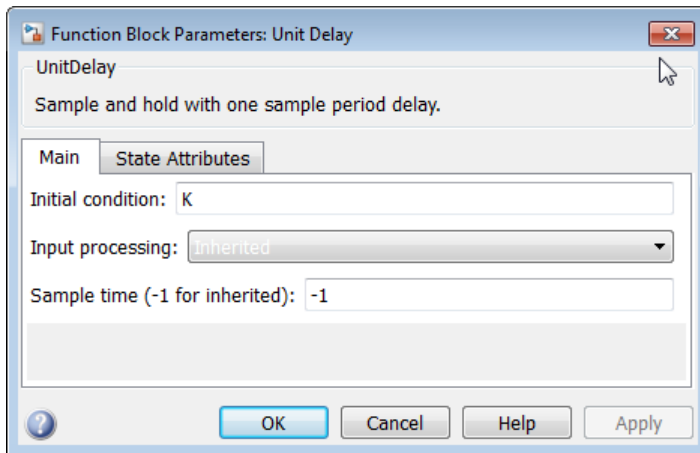 Function Block Parameters: Unit Delay
UnitDelay
Sample and hold with one sample period delay.
Main State Attributes
Initial condition: K
Input processing: Inherited
Sample time (-1 for inherited): -1
? OK Cancel Help Apply